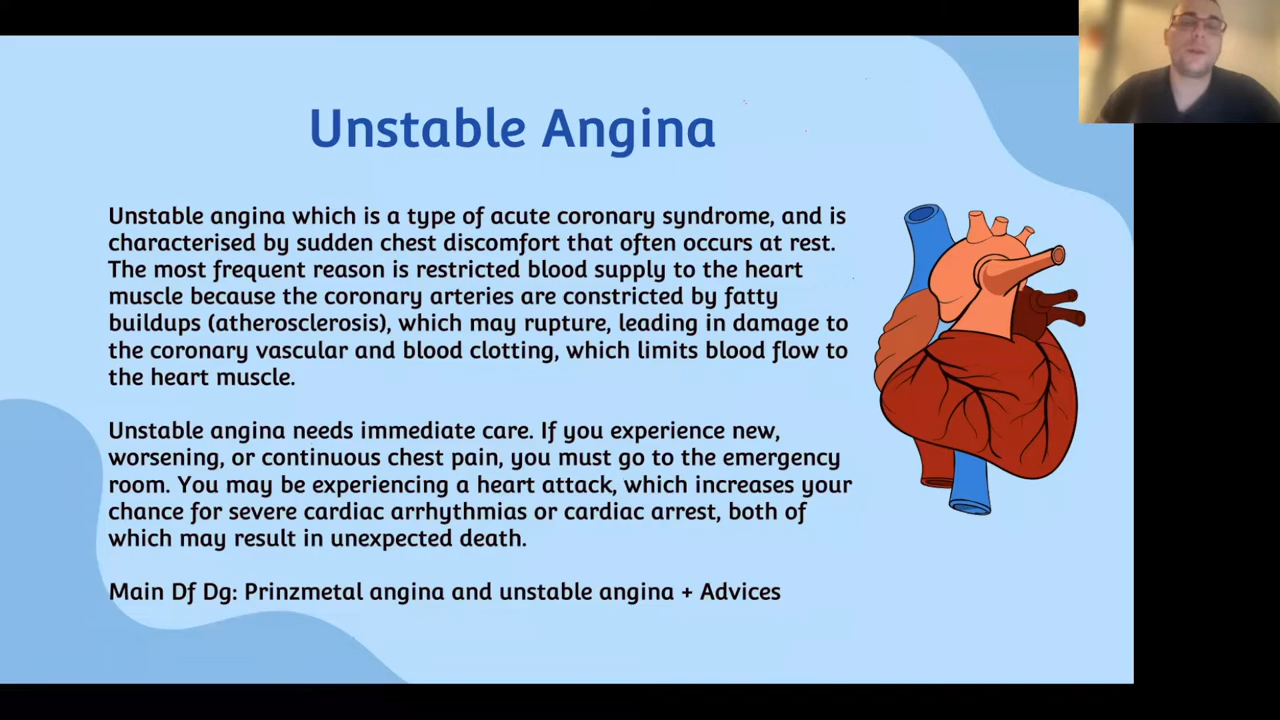 Unstable Angina
Unstable angina which is a type of acute coronary syndrome, and is
characterised by sudden chest discomfort that often occurs at rest.
The most frequent reason is restricted blood supply to the heart
muscle because the coronary arteries are constricted by fatty
buildups (atherosclerosis), which may rupture, leading in damage to
the coronary vascular and blood clotting, which limits blood flow to
the heart muscle.
Unstable angina needs immediate care. If you experience new,
worsening, or continuous chest pain, you must go to the emergency
room. You may be experiencing a heart attack, which increases your
chance for severe cardiac arrhythmias or cardiac arrest, both of
which may result in unexpected death.
Main Df Dg: Prinzmetal angina and unstable angina + Advices